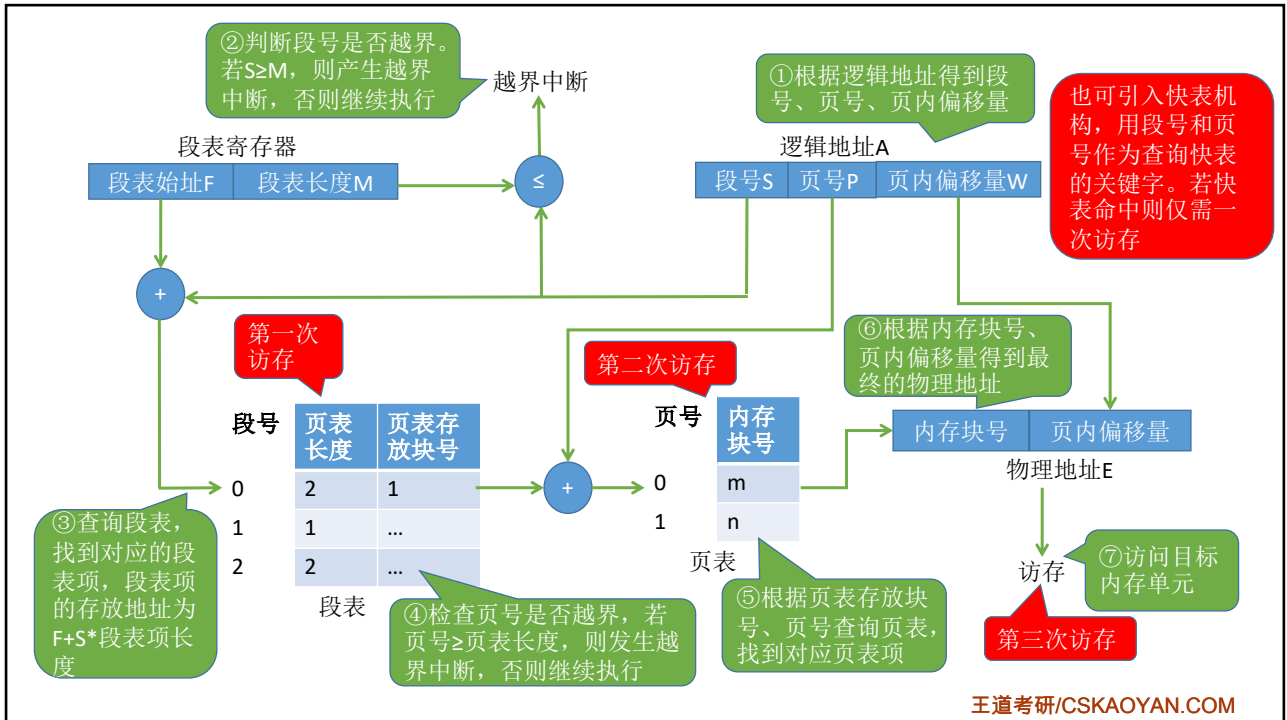 ②判断段号是否越界。
若S≥M，则产生越界
中断，否则继续执行
越界中断
①根据逻辑地址得到段
号、页号、页内偏移量
也可引入快表机
构，用段号和页
号作为查询快表
的关键字。若快
表命中则仅需一
次访存
段表寄存器
段表始址F 段表长度M
≤
逻辑地址A
段号S 页号P 页内偏移量W
+
第一次
访存
第二次访存
⑥根据内存块号、
页内偏移量得到最
终的物理地址
段号 页表
长度 页表存
放块号
0 2 1
1 1 …
2 2 …
段表
+
页号 内存
块号
0 m
1 n
页表
内存块号 页内偏移量
物理地址E
③查询段表，
找到对应的段
表项，段表项
的存放地址为
F+S*段表项长
度
④检查页号是否越界，若
页号≥页表长度，则发生越
界中断，否则继续执行
⑤根据页表存放块
号、页号查询页表，
找到对应页表项
访存
⑦访问目标
内存单元
第三次访存
王道考研/CSKAOYAN.COM